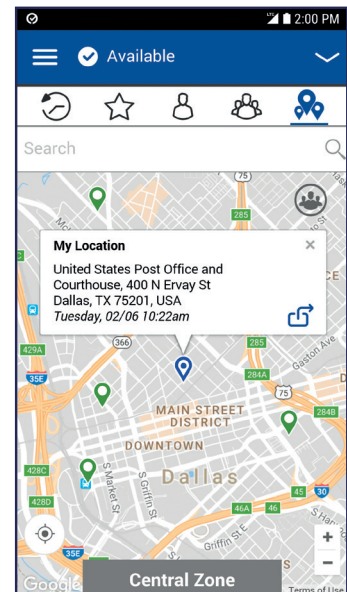 LTE 2:00 PM
Available
Search
75
285
My Location
×
United States Post Office and
Courthouse, 400 N Ervay St
Dallas, TX 75201, USA
Tuesday, 02/06 10:22am
CE
429A
366
285
Gaston Ave
35E
284A
75
MAIN STREET
DISTRICT
284B
DOWNTOWN
428C
S Market St
S Griffin St
Dallas
45
30
428D
46A
46
Griffin St E
+
35E
−
S
Google
Central Zone
Terms of Use